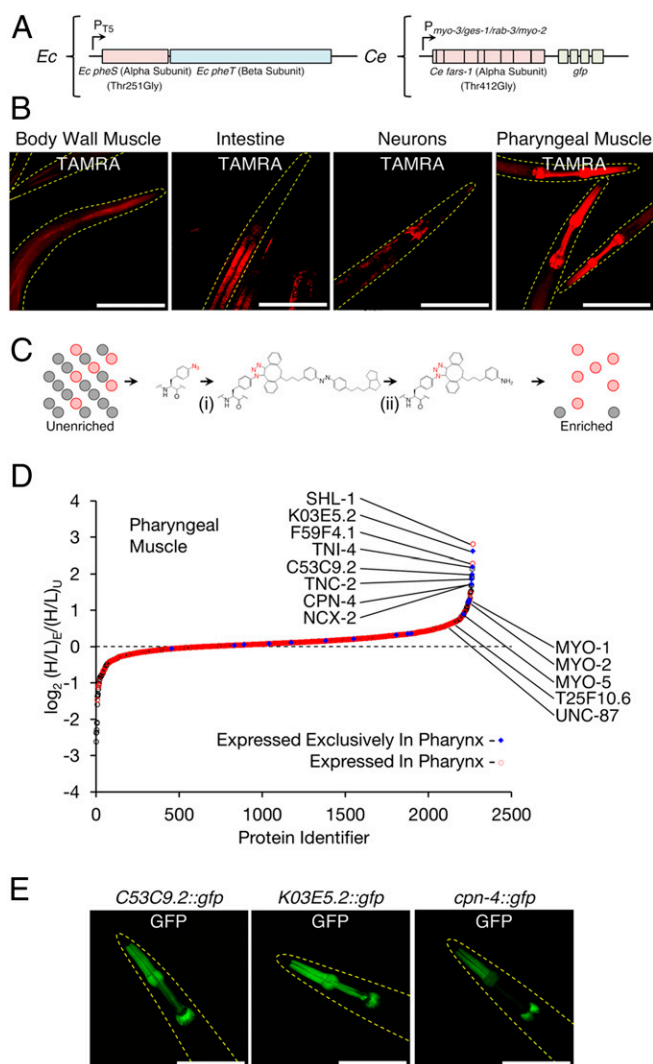 A
Ec
P T5
Ec pheS (Alpha Subunit)
(Thr251Gly)
Ec pheT (Beta Subunit)
Ce
P myo-3/ges-1/rab-3/myo-2
Ce fars-1 (Alpha Subunit)
(Thr412Gly)
gfp
B
Body Wall Muscle
TAMRA
Intestine
TAMRA
Neurons
TAMRA
Pharyngeal Muscle
TAMRA
C
Unenriched
N3
(i)
(ii)
NH2
Enriched
D
Pharyngeal
Muscle
log2 (H/L)E/(H/L)U
4
3
2
1
0
-1
-2
-3
-4
SHL-1
K03E5.2
F59F4.1
TNI-4
C53C9.2
TNC-2
CPN-4
NCX-2
MYO-1
MYO-2
MYO-5
T25F10.6
UNC-87
Expressed Exclusively In Pharynx
Expressed In Pharynx
0 500 1000 1500 2000 2500
Protein Identifier
E
C53C9.2::gfp
GFP
K03E5.2::gfp
GFP
cpn-4::gfp
GFP